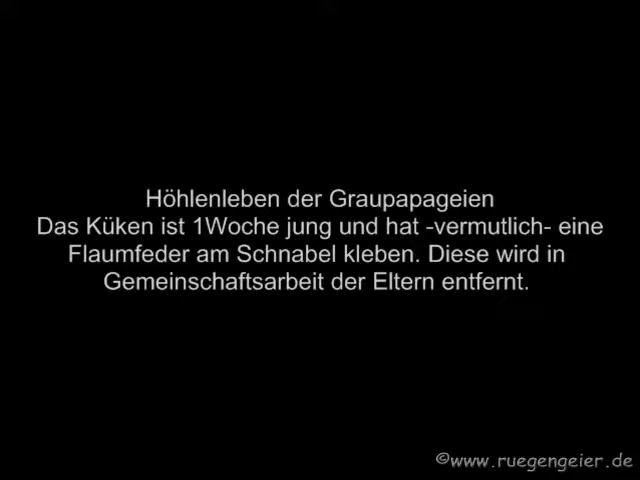 Höhlenleben der Graupapageien
Das Küken ist 1Woche jung und hat -vermutlich- eine
Flaumfeder am Schnabel kleben. Diese wird in
Gemeinschaftsarbeit der Eltern entfernt.
©www.ruegengeier.de